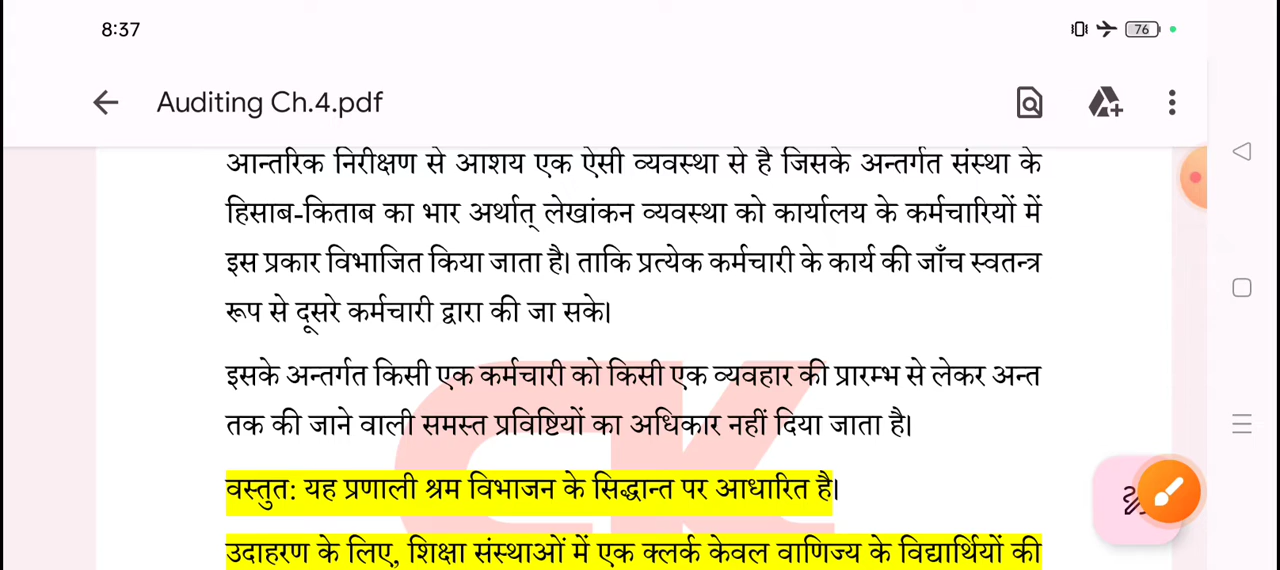 8:37
76
Auditing Ch.4.pdf
आन्तरिक निरीक्षण से आशय एक ऐसी व्यवस्था से है जिसके अन्तर्गत संस्था के
हिसाब-किताब का भार अर्थात् लेखांकन व्यवस्था को कार्यालय के कर्मचारियों में
इस प्रकार विभाजित किया जाता है। ताकि प्रत्येक कर्मचारी के कार्य की जाँच स्वतन्त्र
रूप से दूसरे कर्मचारी द्वारा की जा सके।
इसके अन्तर्गत किसी एक कर्मचारी को किसी एक व्यवहार की प्रारम्भ से लेकर अन्त
तक की जाने वाली समस्त प्रविष्टियों का अधिकार नहीं दिया जाता है।
वस्तुत: यह प्रणाली श्रम विभाजन के सिद्धान्त पर आधारित है।
उदाहरण के लिए, शिक्षा संस्थाओं में एक क्लर्क केवल वाणिज्य के विद्यार्थियों की
CK